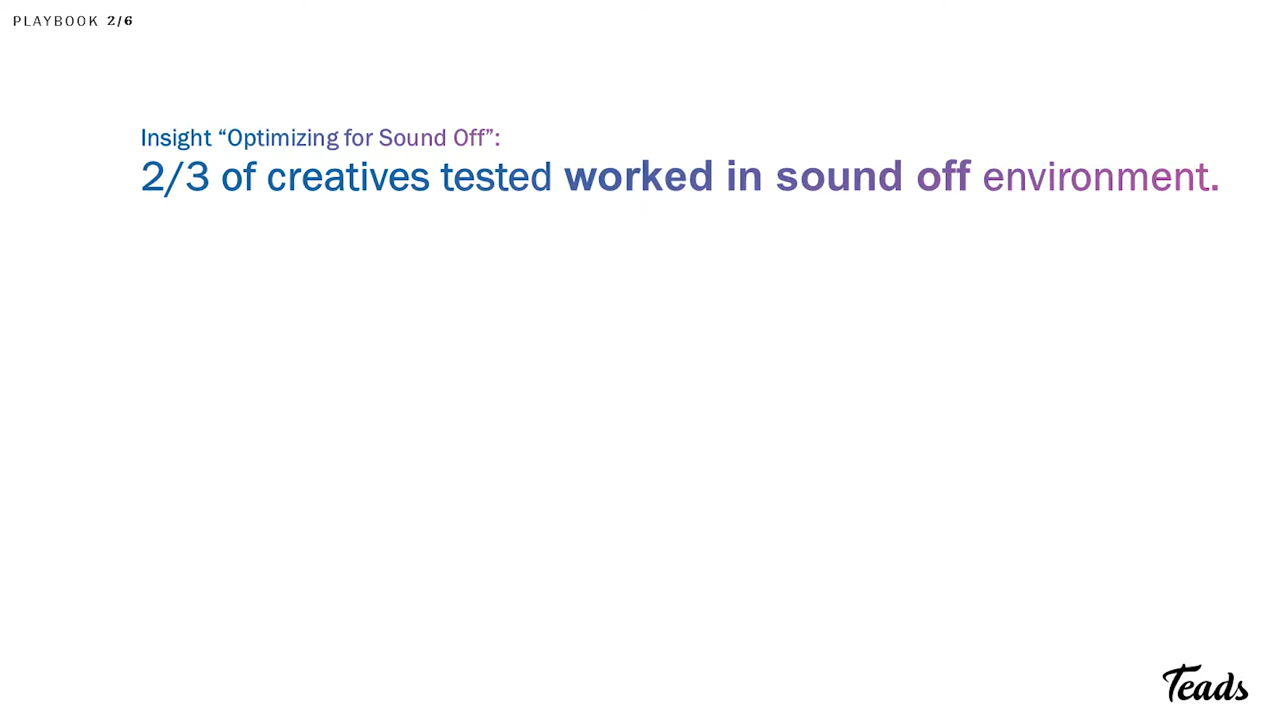 PLAYBOOK 2/6
Insight “Optimizing for Sound Off”:
2/3 of creatives tested worked in sound off environment.
Teads